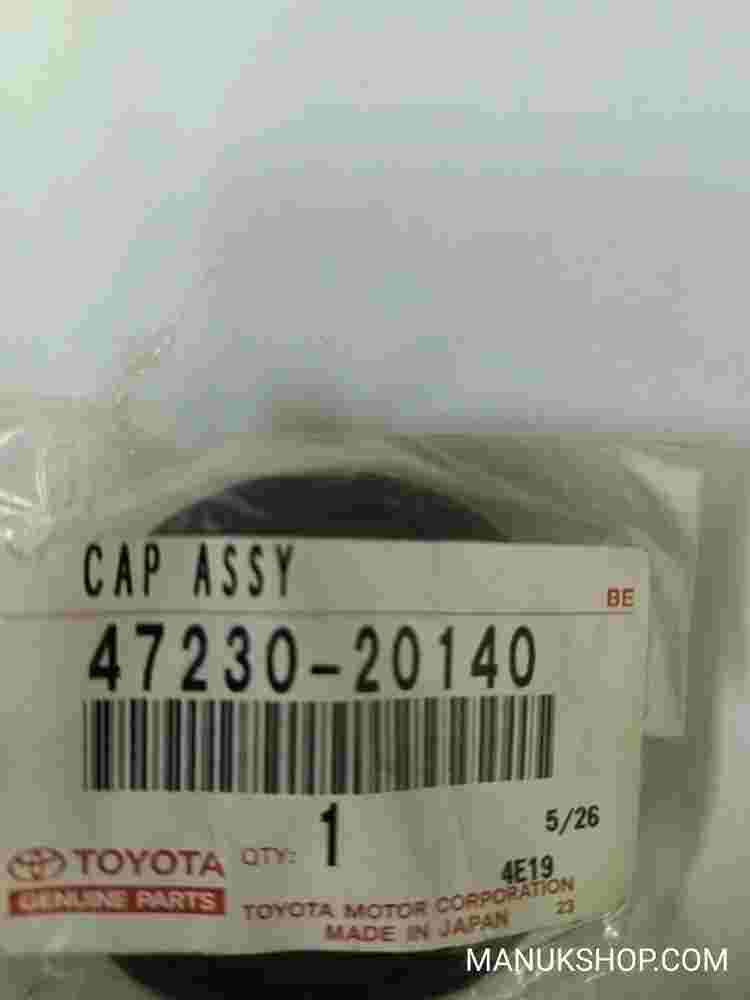 CAP ASSY
BE
47230-20140
5/26
QTY: 1
4E19
TOYOTA
GENUINE PARTS
TOYOTA MOTOR CORPORATION
MADE IN JAPAN 23
MANUKSHOP.COM